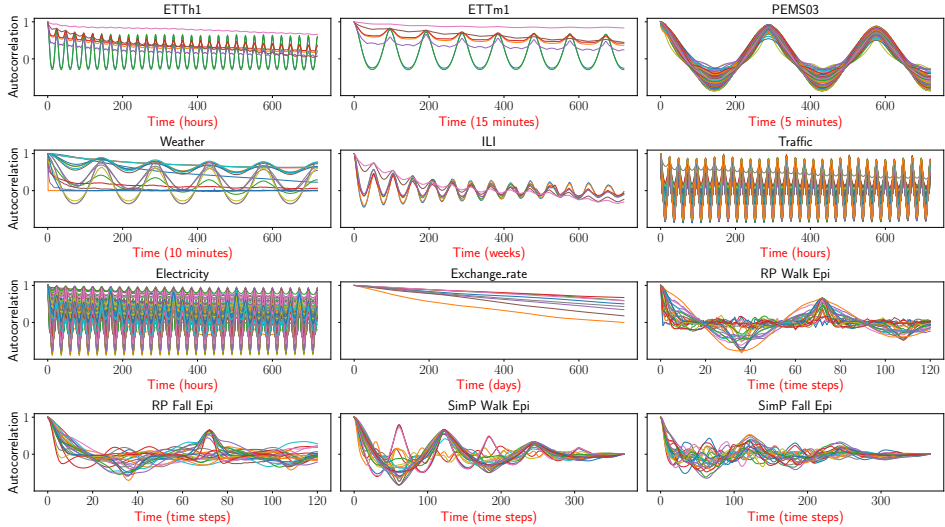 ETTh1
ETTm1
PEMS03
Autocorrelation
1
0
0 200 400 600
0 200 400 600
0 200 400 600
Time (hours)
Time (15 minutes)
Time (5 minutes)
Weather
ILI
Traffic
Autocorrelation
1
0
0 200 400 600
0 200 400 600
0 200 400 600
Time (10 minutes)
Time (weeks)
Time (hours)
Electricity
Exchange_rate
RP Walk Epi
Autocorrelation
1
0
0 200 400 600
0 200 400 600
0 20 40 60 80 100 120
Time (hours)
Time (days)
Time (time steps)
RP Fall Epi
SimP Walk Epi
SimP Fall Epi
Autocorrelation
1
0
0 20 40 60 80 100 120
0 100 200 300
0 100 200 300
Time (time steps)
Time (time steps)
Time (time steps)